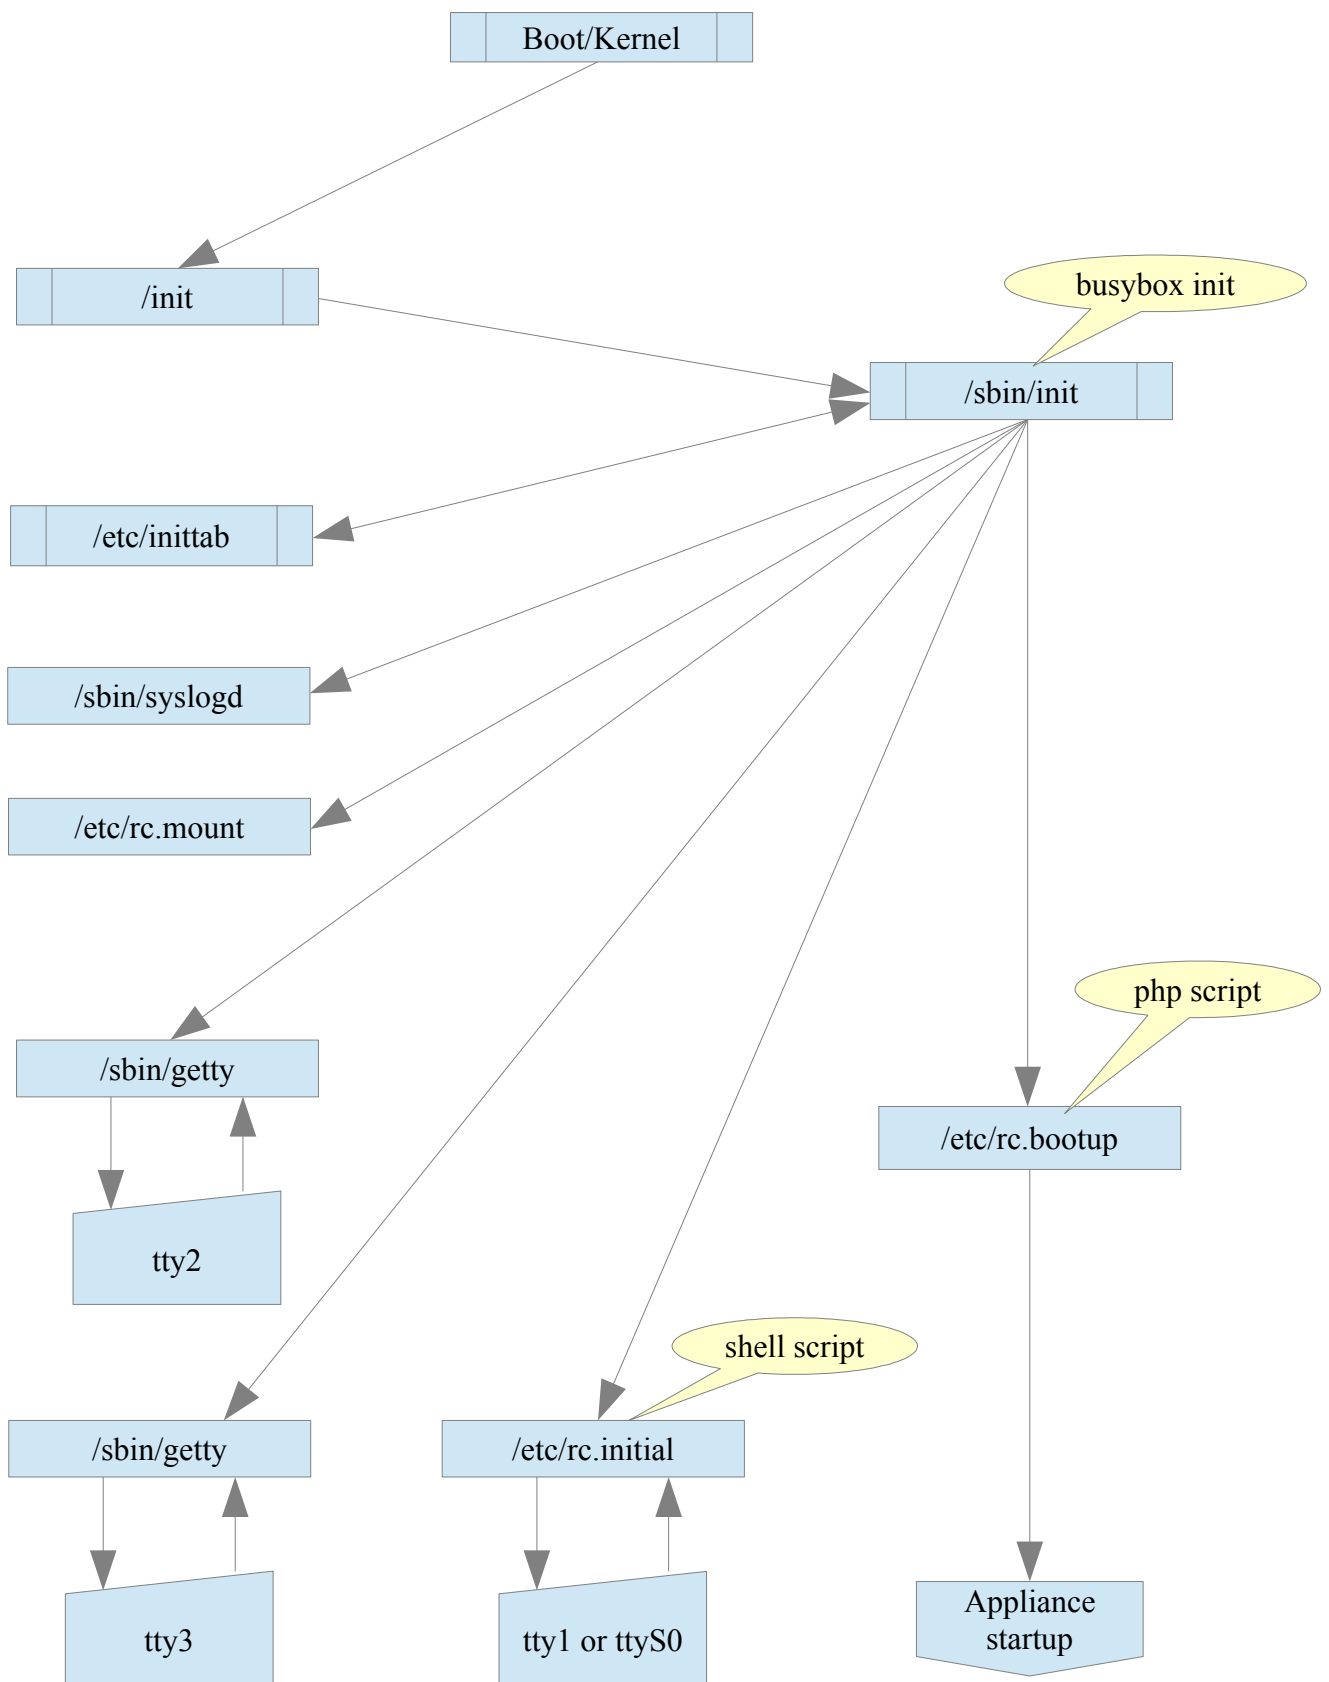 Boot/Kernel
/init
busybox init
/sbin/init
/etc/inittab
/sbin/syslogd
/etc/rc.mount
php script
/sbin/getty
/etc/rc.bootup
tty2
shell script
/sbin/getty
/etc/rc.initial
Appliance
startup
tty3
tty1 or ttyS0